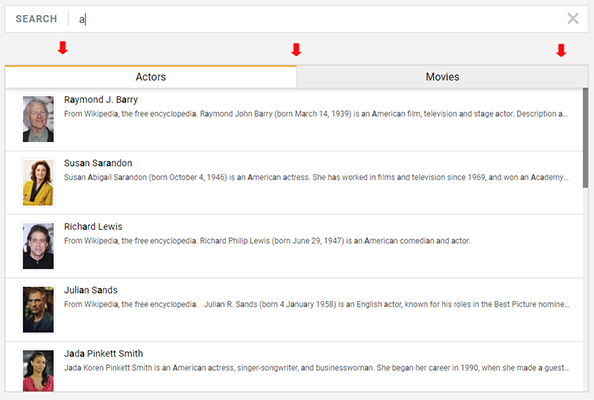 SEARCH a
Actors Movies
Raymond J. Barry
From Wikipedia, the free encyclopedia. Raymond John Barry (born March 14, 1939) is an American film, television and stage actor. Description a...
Susan Sarandon
Susan Abigail Sarandon (born October 4, 1946) is an American actress. She has worked in films and television since 1969, and won an Academy...
Richard Lewis
From Wikipedia, the free encyclopedia. Richard Philip Lewis (born June 29, 1947) is an American comedian and actor.
Julian Sands
From Wikipedia, the free encyclopedia. Julian R. Sands (born 4 January 1958) is an English actor, known for his roles in the Best Picture nomine...
Jada Pinkett Smith
Jada Koren Pinkett Smith is an American actress, singer-songwriter, and businesswoman. She began her career in 1990, when she made a guest...